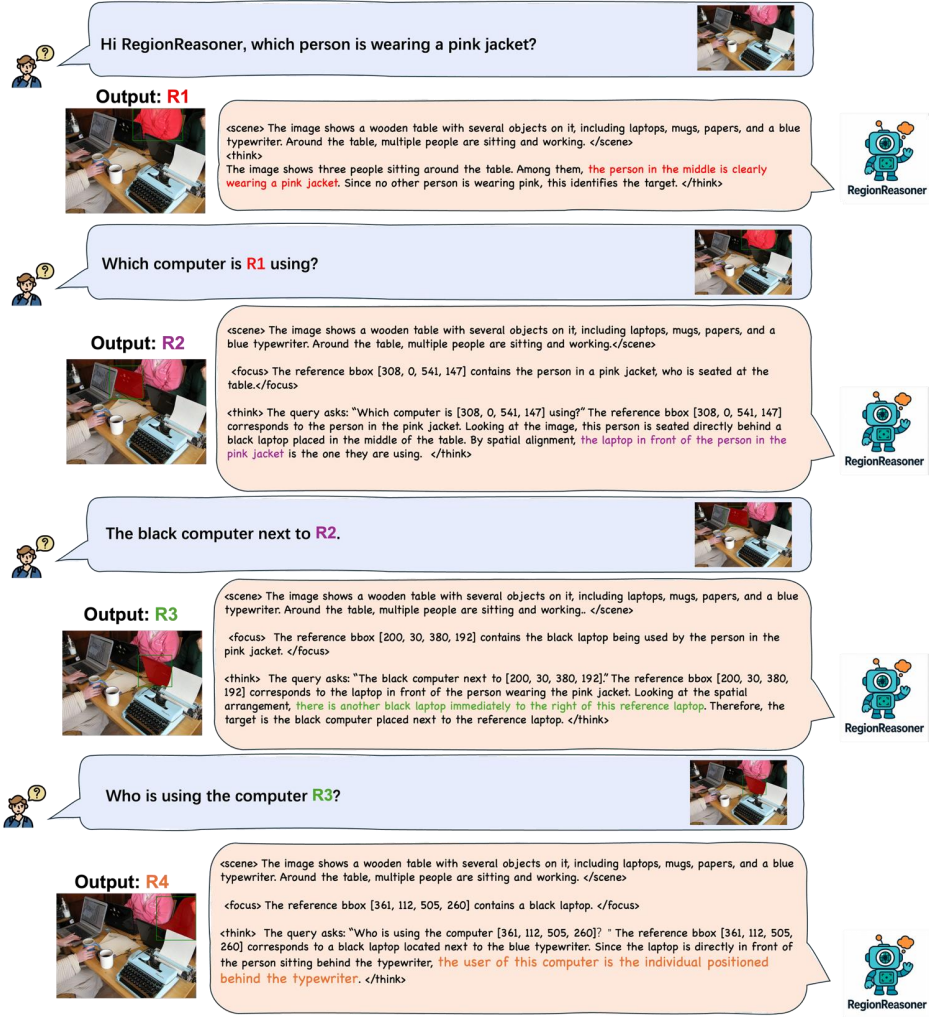 Hi RegionReasoner, which person is wearing a pink jacket?
Output: R1
<scene> The image shows a wooden table with several objects on it, including laptops, mugs, papers, and a blue
typewriter. Around the table, multiple people are sitting and working. </scene>
<think>
The image shows three people sitting around the table. Among them, the person in the middle is clearly
wearing a pink jacket. Since no other person is wearing pink, this identifies the target. </think>
RegionReasoner
Which computer is R1 using?
Output: R2
<scene> The image shows a wooden table with several objects on it, including laptops, mugs, papers, and a
blue typewriter. Around the table, multiple people are sitting and working.</scene>
<focus> The reference bbox [308, 0, 541, 147] contains the person in a pink jacket, who is seated at the
table.</focus>
<think> The query asks: “Which computer is [308, 0, 541, 147] using?” The reference bbox [308, 0, 541, 147]
corresponds to the person in the pink jacket. Looking at the image, this person is seated directly behind a
black laptop placed in the middle of the table. By spatial alignment, the laptop in front of the person in the
pink jacket is the one they are using. </think>
RegionReasoner
The black computer next to R2.
Output: R3
<scene> The image shows a wooden table with several objects on it, including laptops, mugs, papers, and a blue
typewriter. Around the table, multiple people are sitting and working.. </scene>
<focus> The reference bbox [200, 30, 380, 192] contains the black laptop being used by the person in the
pink jacket. </focus>
<think> The query asks: “The black computer next to [200, 30, 380, 192].” The reference bbox [200, 30, 380,
192] corresponds to the laptop in front of the person wearing the pink jacket. Looking at the spatial
arrangement, there is another black laptop immediately to the right of this reference laptop. Therefore, the
target is the black computer placed next to the reference laptop. </think>
RegionReasoner
Who is using the computer R3?
Output: R4
<scene> The image shows a wooden table with several objects on it, including laptops, mugs, papers, and a blue
typewriter. Around the table, multiple people are sitting and working. </scene>
<focus> The reference bbox [361, 112, 505, 260] contains a black laptop. </focus>
<think> The query asks: “Who is using the computer [361, 112, 505, 260]? ” The reference bbox [361, 112, 505,
260] corresponds to a black laptop located next to the blue typewriter. Since the laptop is directly in front of
the person sitting behind the typewriter, the user of this computer is the individual positioned
behind the typewriter. </think>
RegionReasoner